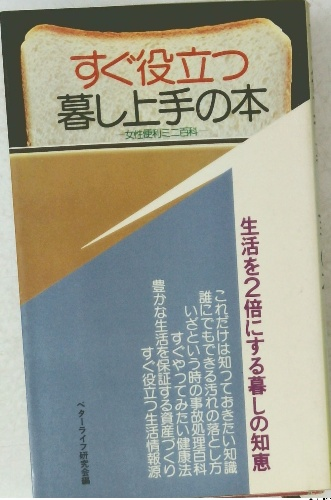 すぐ役立つ
暮し上手の本
女性便利ミニ百科
生活を2倍にする暮しの知恵
これだけは知っておきたい知識
誰にでもできる汚れの落とし方
いざという時の事故処理百科
すぐやってみたい健康法
豊かな生活を保証する資産づくり
すぐ役立つ生活情報源
ベターライフ研究会編